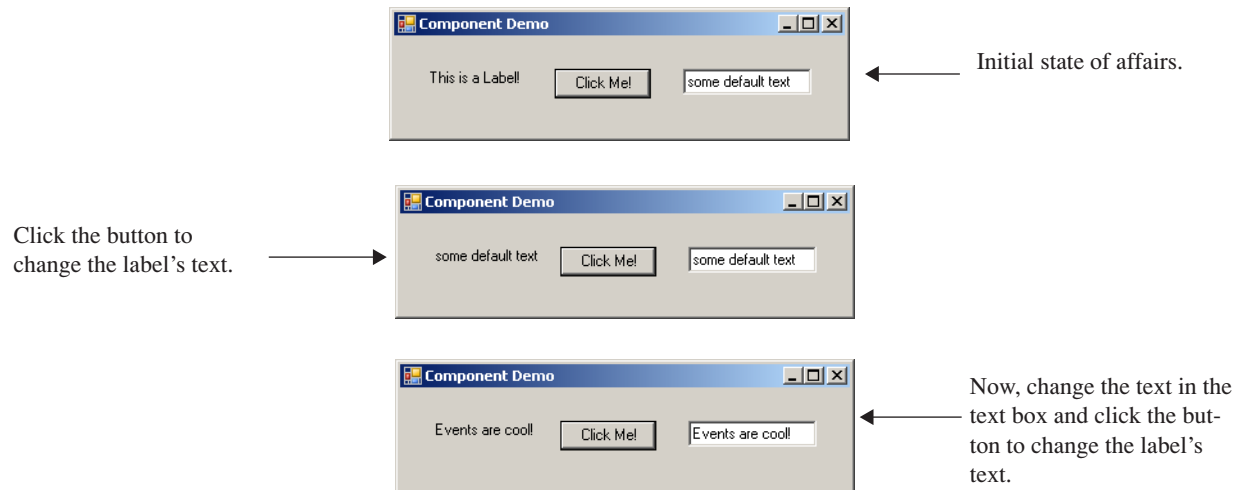 Component Demo
This is a Label!
Click Me!
some default text
Initial state of affairs.
Click the button to
change the label’s text.
Component Demo
some default text
Click Me!
some default text
Component Demo
Events are cool!
Click Me!
Events are cool!
Now, change the text in the
text box and click the but-
ton to change the label’s
text.